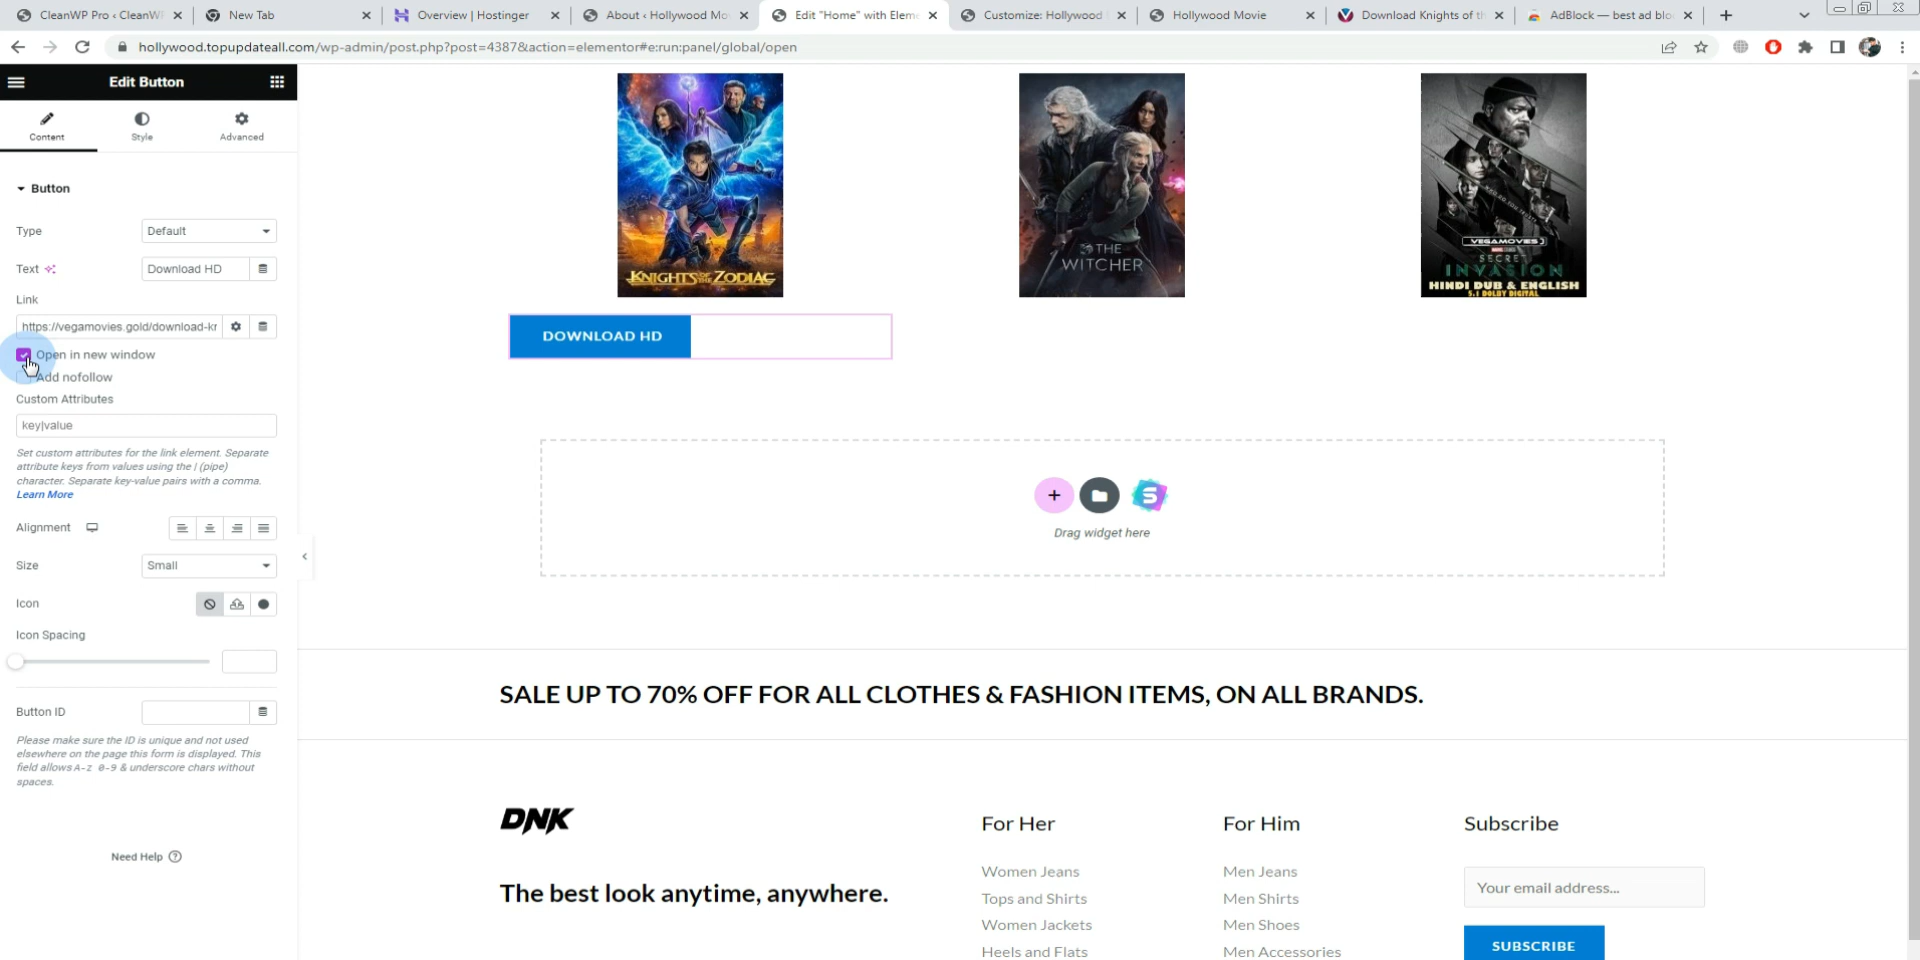 CleanWP Pro ‹ CleanWP
New Tab
Overview | Hostinger
About ‹ Hollywood Mo
Edit "Home" with Elem
Customize: Hollywood
Hollywood Movie
Download Knights of th
AdBlock — best ad blo
hollywood.topupdateall.com/wp-admin/post.php?post=4387&action=elementor#e:run:panel/global/open
Edit Button
Content
Style
Advanced
Button
Type
Default
Text
Download HD
Link
https://vegamovies.gold/download-kr
Open in new window
Add nofollow
Custom Attributes
key|value
Set custom attributes for the link element. Separate
attribute keys from values using the | (pipe)
character. Separate key-value pairs with a comma.
Learn More
Alignment
Size
Small
Icon
Icon Spacing
Button ID
Please make sure the ID is unique and not used
elsewhere on the page this form is displayed. This
field allows A-z 0-9 & underscore chars without
spaces.
Need Help
KNIGHTS OF THE ZODIAC
THE
WITCHER
VEGAMOVIES
SECRET
INVASION
HINDI DUB & ENGLISH
5.1 DOLBY DIGITAL
DOWNLOAD HD
Drag widget here
SALE UP TO 70% OFF FOR ALL CLOTHES & FASHION ITEMS, ON ALL BRANDS.
DNK
The best look anytime, anywhere.
For Her
Women Jeans
Tops and Shirts
Women Jackets
Heels and Flats
For Him
Men Jeans
Men Shirts
Men Shoes
Men Accessories
Subscribe
Your email address...
SUBSCRIBE